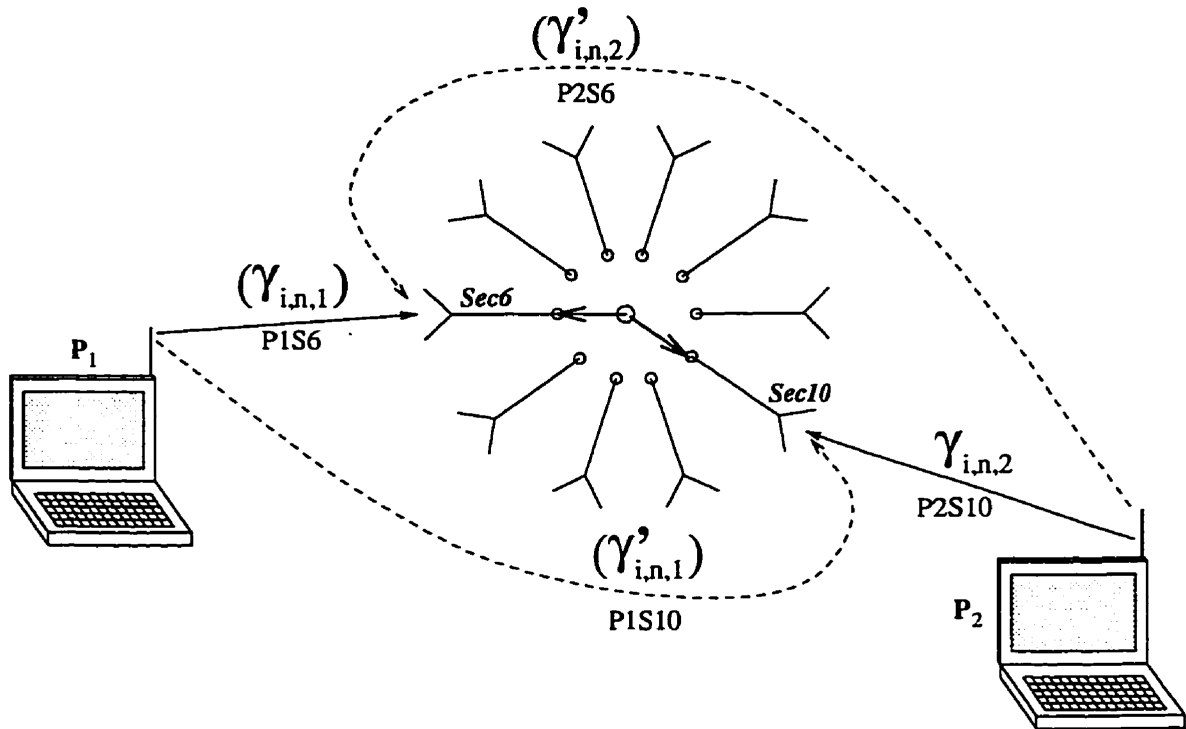 (γ'i,n,2)
P2S6
(γi,n,1)
P1S6
Sec6
P1
Sec10
γi,n,2
P2S10
(γ'i,n,1)
P1S10
P2